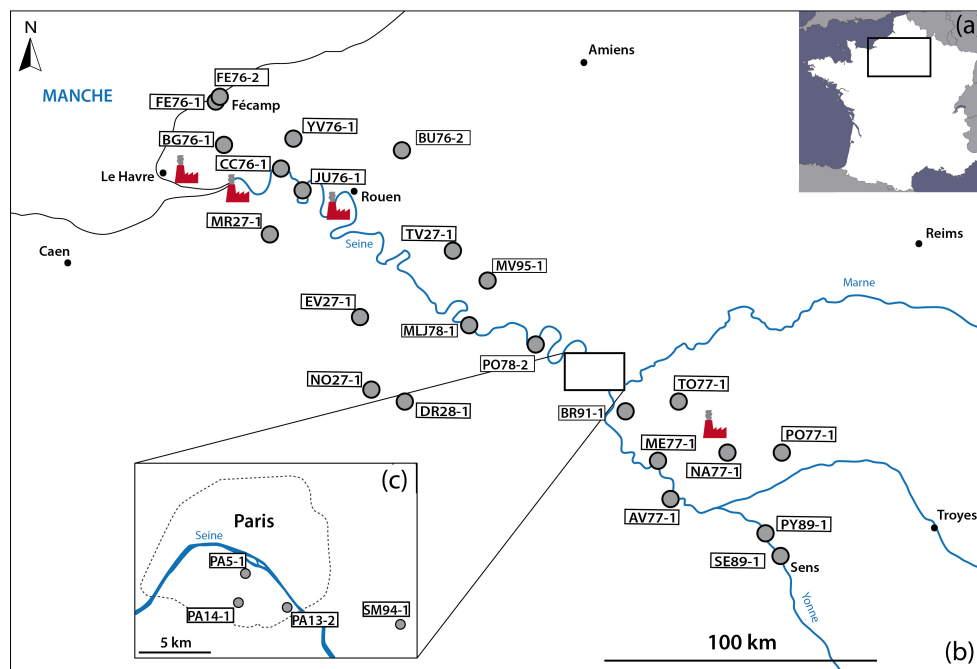 (a
N
Amiens
FE76-2
MANCHE
FE76-1
Fécamp
YV76-1
BG76-1
BU76-2
CC76-1
Le Havre
JU76-1
Rouen
MR27-1
Seine
TV27-1
Reims
Caen
MV95-1
Marne
EV27-1
MLJ78-1
PO78-2
NO27-1
TO77-1
DR28-1
BR91-1
ME77-1
PO77-1
NA77-1
(c)
AV77-1
Paris
Troyes
PY89-1
Seine
SE89-1
Sens
PA5-1
Yonne
PA14-1
PA13-2
SM94-1
5 km
100 km
(b)